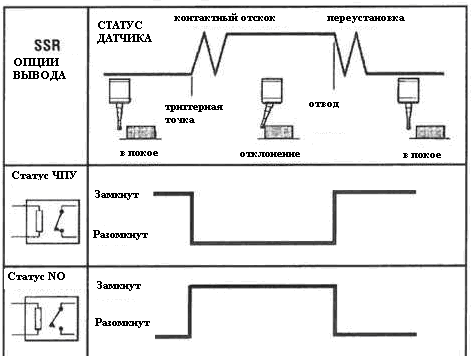 SSR
ОПЦИИ
ВЫВОДА
СТАТУС
ДАТЧИКА
контактный отскок
переустановка
триггерная
точка
отвод
в покое
отклонение
в покое
Статус ЧПУ
Замкнут
Разомкнут
Статус NO
Замкнут
Разомкнут